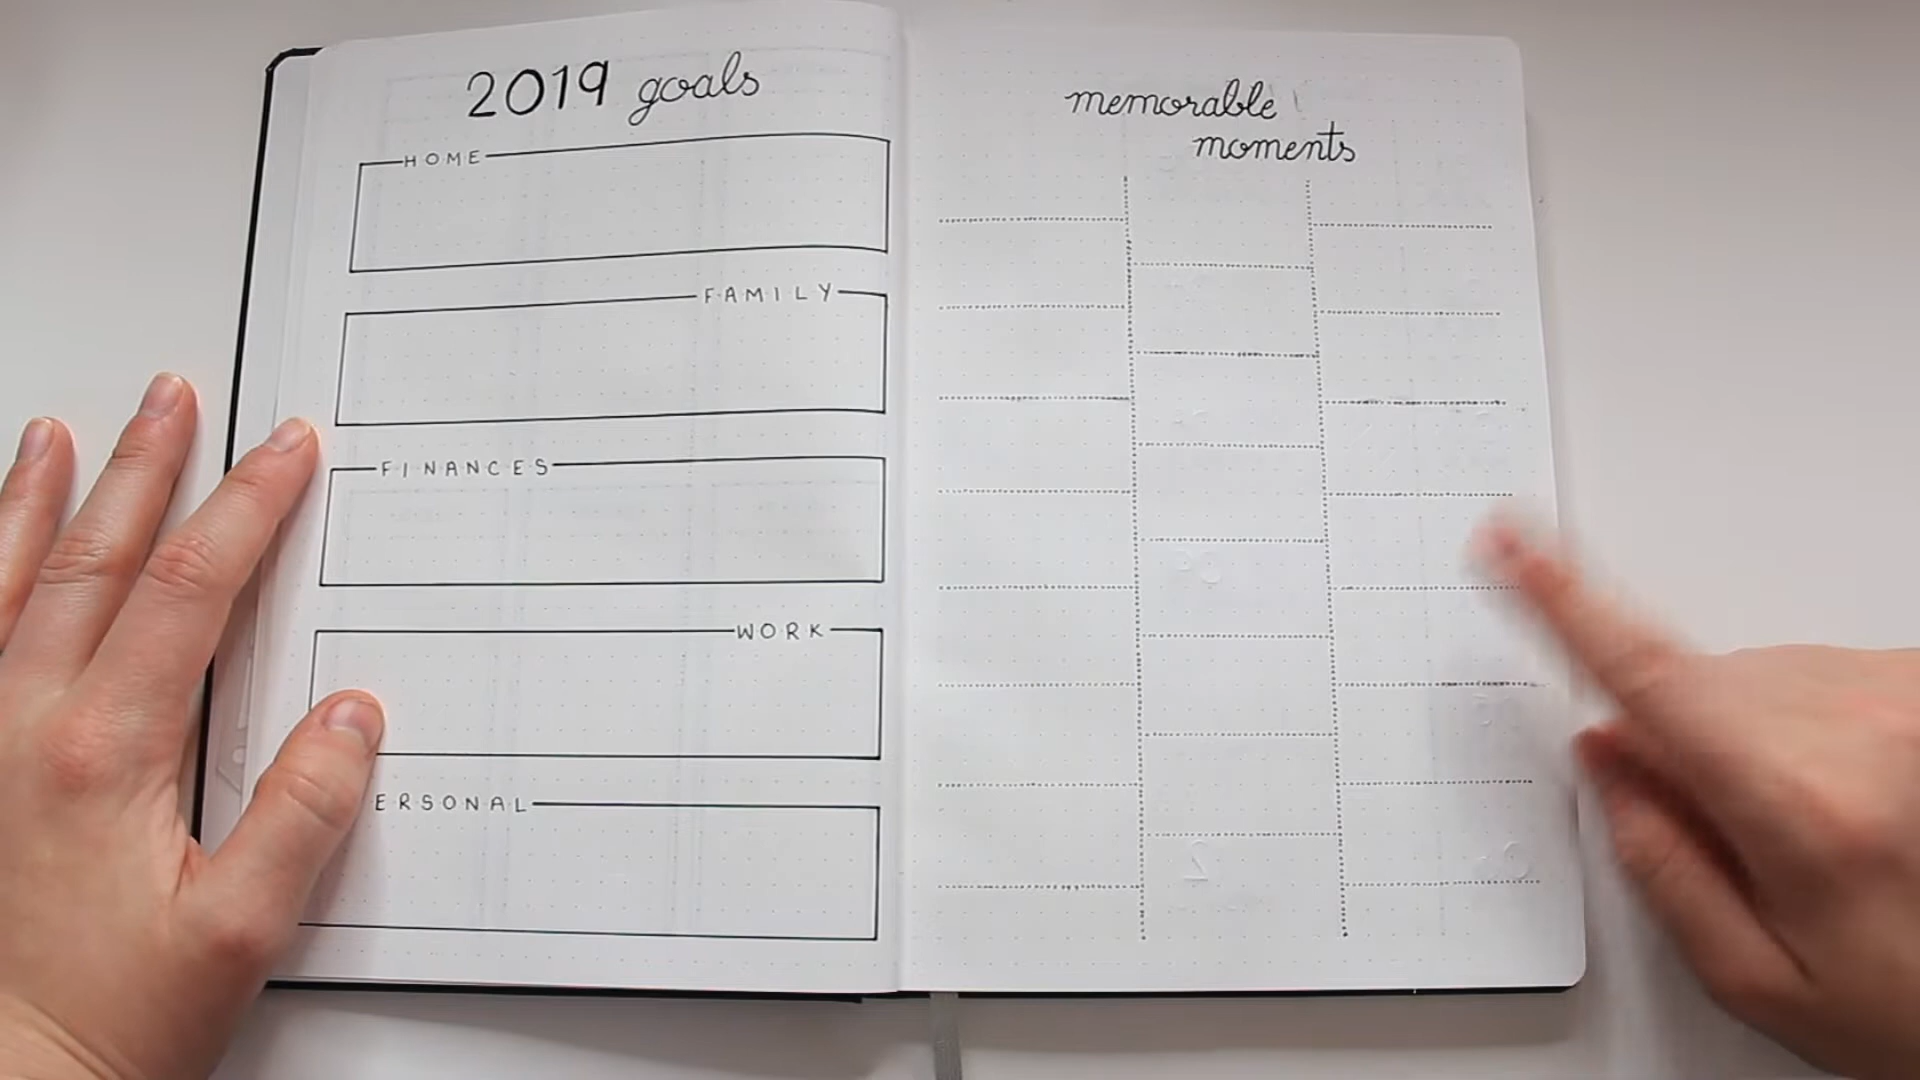 2019 goals
HOME
FAMILY
FINANCES
WORK
ERSONAL
memorable
moments